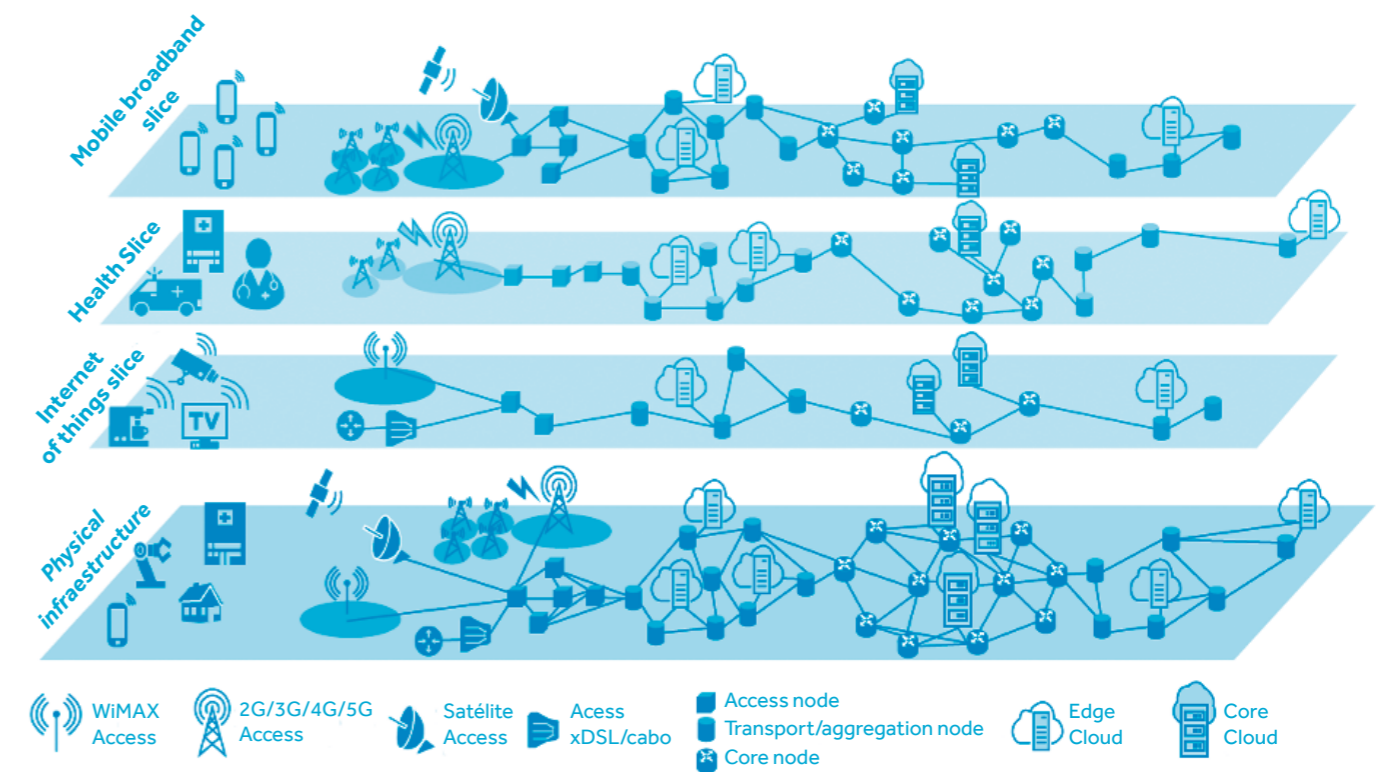 Mobile broadband
slice
Health Slice
Internet
of things slice
TV
Physical
infraestructure
WiMAX
Access
2G/3G/4G/5G
Access
Satélite
Access
Acess
xDSL/cabo
Access node
Transport/aggregation node
Core node
Edge
Cloud
Core
Cloud